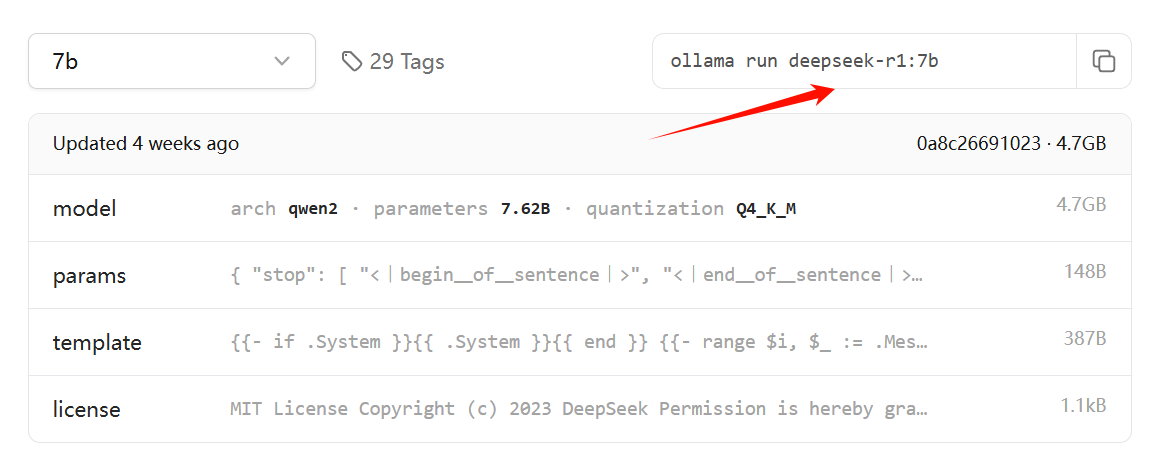 7b
29 Tags
ollama run deepseek-r1:7b
Updated 4 weeks ago
0a8c26691023 · 4.7GB
model
arch qwen2 · parameters 7.62B · quantization Q4_K_M
4.7GB
params
{ "stop": [ "<｜begin__of__sentence｜>", "<｜end__of__sentence｜>…
148B
template
{{- if .System }}{{ .System }}{{ end }} {{- range $i, $_ := .Mes…
387B
license
MIT License Copyright (c) 2023 DeepSeek Permission is hereby gra…
1.1kB